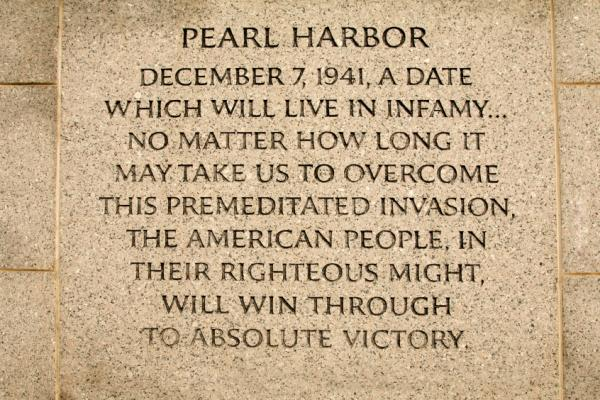 PEARL HARBOR
DECEMBER 7, 1941, A DATE
WHICH WILL LIVE IN INFAMY...
NO MATTER HOW LONG IT
MAY TAKE US TO OVERCOME
THIS PREMEDITATED INVASION,
THE AMERICAN PEOPLE, IN
THEIR RIGHTEOUS MIGHT,
WILL WIN THROUGH
TO ABSOLUTE VICTORY.